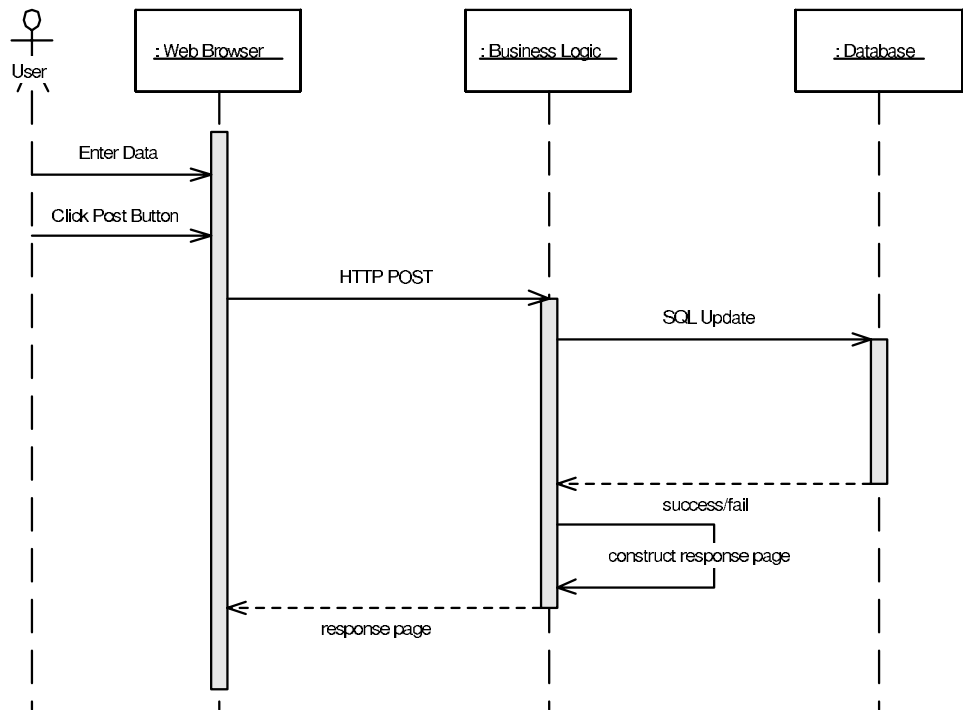 User
: Web Browser
: Business Logic
: Database
Enter Data
Click Post Button
HTTP POST
SQL Update
success/fail
construct response page
response page